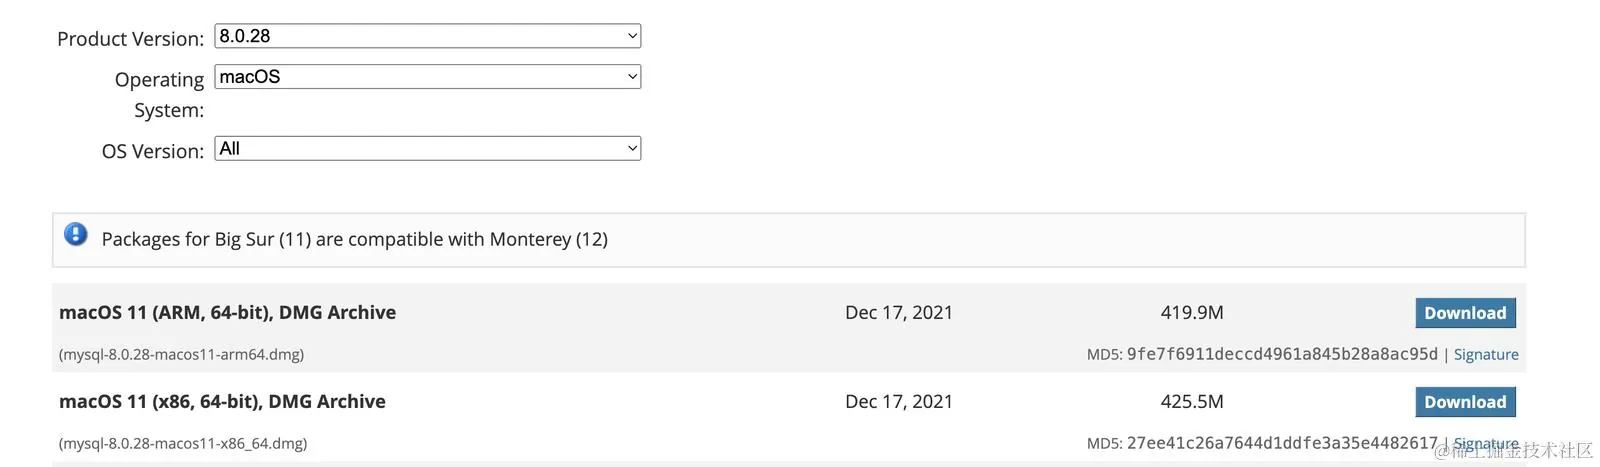 Product Version: 8.0.28
Operating System: macOS
OS Version: All
Packages for Big Sur (11) are compatible with Monterey (12)
macOS 11 (ARM, 64-bit), DMG Archive Dec 17, 2021 419.9M Download
(mysql-8.0.28-macos11-arm64.dmg) MD5: 9fe7f6911deccd4961a845b28a8ac95d | Signature
macOS 11 (x86, 64-bit), DMG Archive Dec 17, 2021 425.5M Download
(mysql-8.0.28-macos11-x86_64.dmg) MD5: 27ee41c26a7644d1ddfe3a35e4482617 | Signature
@稀土掘金技术社区